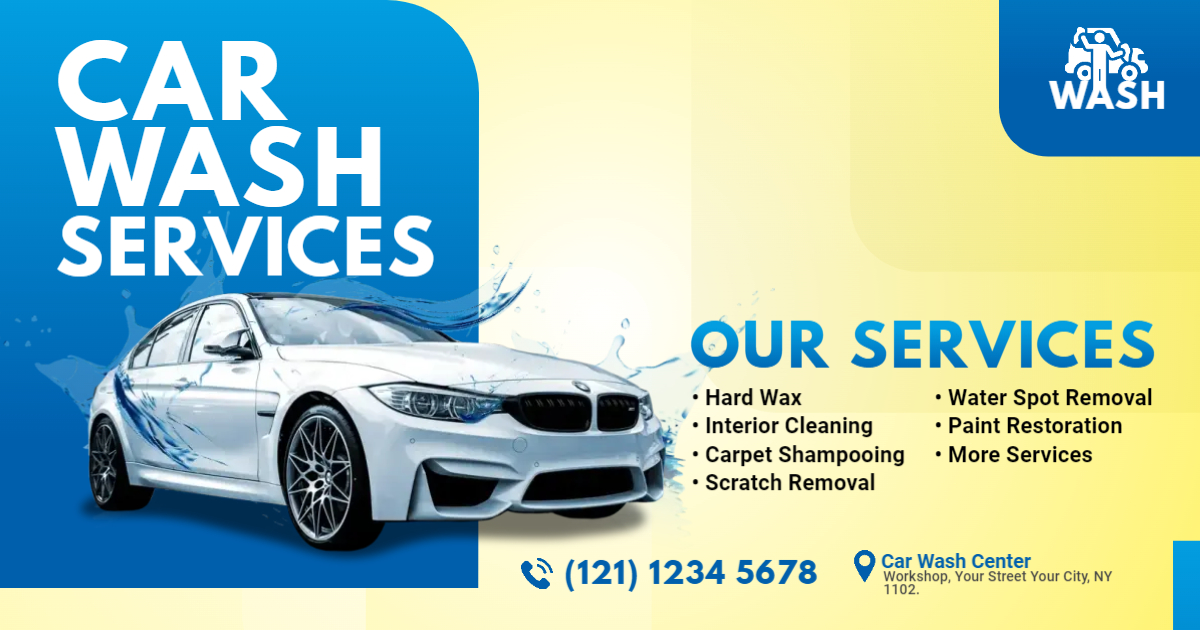 CAR
WASH
SERVICES
WASH
OUR SERVICES
• Hard Wax
• Interior Cleaning
• Carpet Shampooing
• Scratch Removal
• Water Spot Removal
• Paint Restoration
• More Services
(121) 1234 5678
Car Wash Center
Workshop, Your Street Your City, NY
1102.